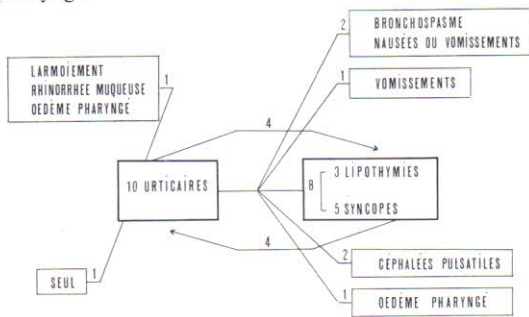 2
BRONCHOSPASME
NAUSÉES OU VOMISSEMENTS
LARMOIEMENT
RHINORRHÉE MUQUEUSE
OEDÈME PHARYNGÉ
1
1
VOMISSEMENTS
4
10 URTICAIRES
8
3 LIPOTHYMIES
5 SYNCOPES
4
2
CÉPHALÉES PULSATILES
SEUL
1
1
OEDÈME PHARYNGÉ